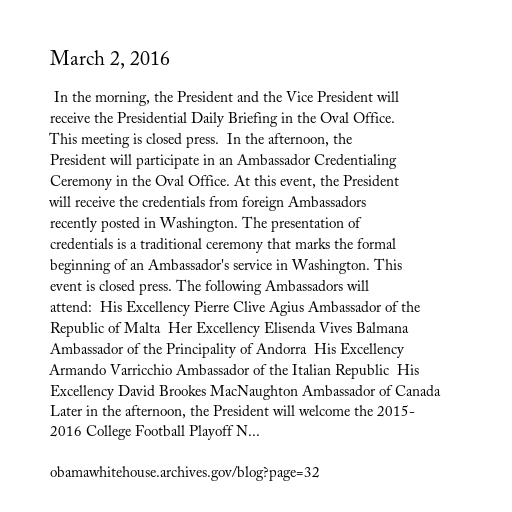 March 2, 2016
In the morning, the President and the Vice President will
receive the Presidential Daily Briefing in the Oval Office.
This meeting is closed press.  In the afternoon, the
President will participate in an Ambassador Credentialing
Ceremony in the Oval Office. At this event, the President
will receive the credentials from foreign Ambassadors
recently posted in Washington. The presentation of
credentials is a traditional ceremony that marks the formal
beginning of an Ambassador's service in Washington. This
event is closed press. The following Ambassadors will
attend:  His Excellency Pierre Clive Agius Ambassador of the
Republic of Malta  Her Excellency Elisenda Vives Balmana
Ambassador of the Principality of Andorra  His Excellency
Armando Varricchio Ambassador of the Italian Republic  His
Excellency David Brookes MacNaughton Ambassador of Canada
Later in the afternoon, the President will welcome the 2015-
2016 College Football Playoff N...
obamawhitehouse.archives.gov/blog?page=32